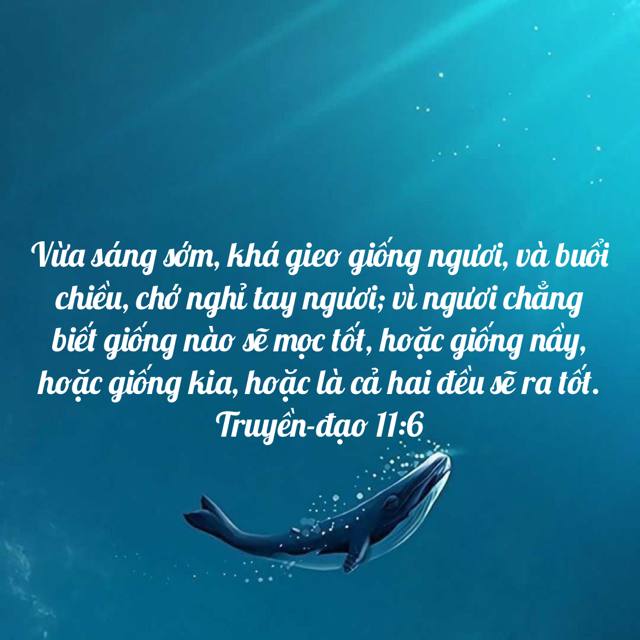 Vừa sáng sớm, khá gieo giống ngươi, và buổi
chiều, chớ nghỉ tay ngươi; vì ngươi chẳng
biết giống nào sẽ mọc tốt, hoặc giống nầy,
hoặc giống kia, hoặc là cả hai đều sẽ ra tốt.
Truyền-đạo 11:6